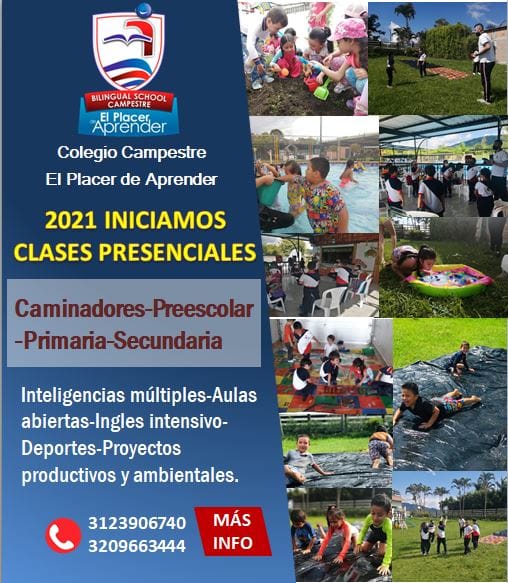 BILINGUAL SCHOOL
CAMPESTRE
El Placer
de Aprender
Colegio Campestre
El Placer de Aprender
2021 INICIAMOS
CLASES PRESENCIALES
Caminadores-Preescolar
-Primaria-Secundaria
Inteligencias múltiples-Aulas
abiertas-Ingles intensivo-
Deportes-Proyectos
productivos y ambientales.
3123906740
3209663444
MÁS
INFO